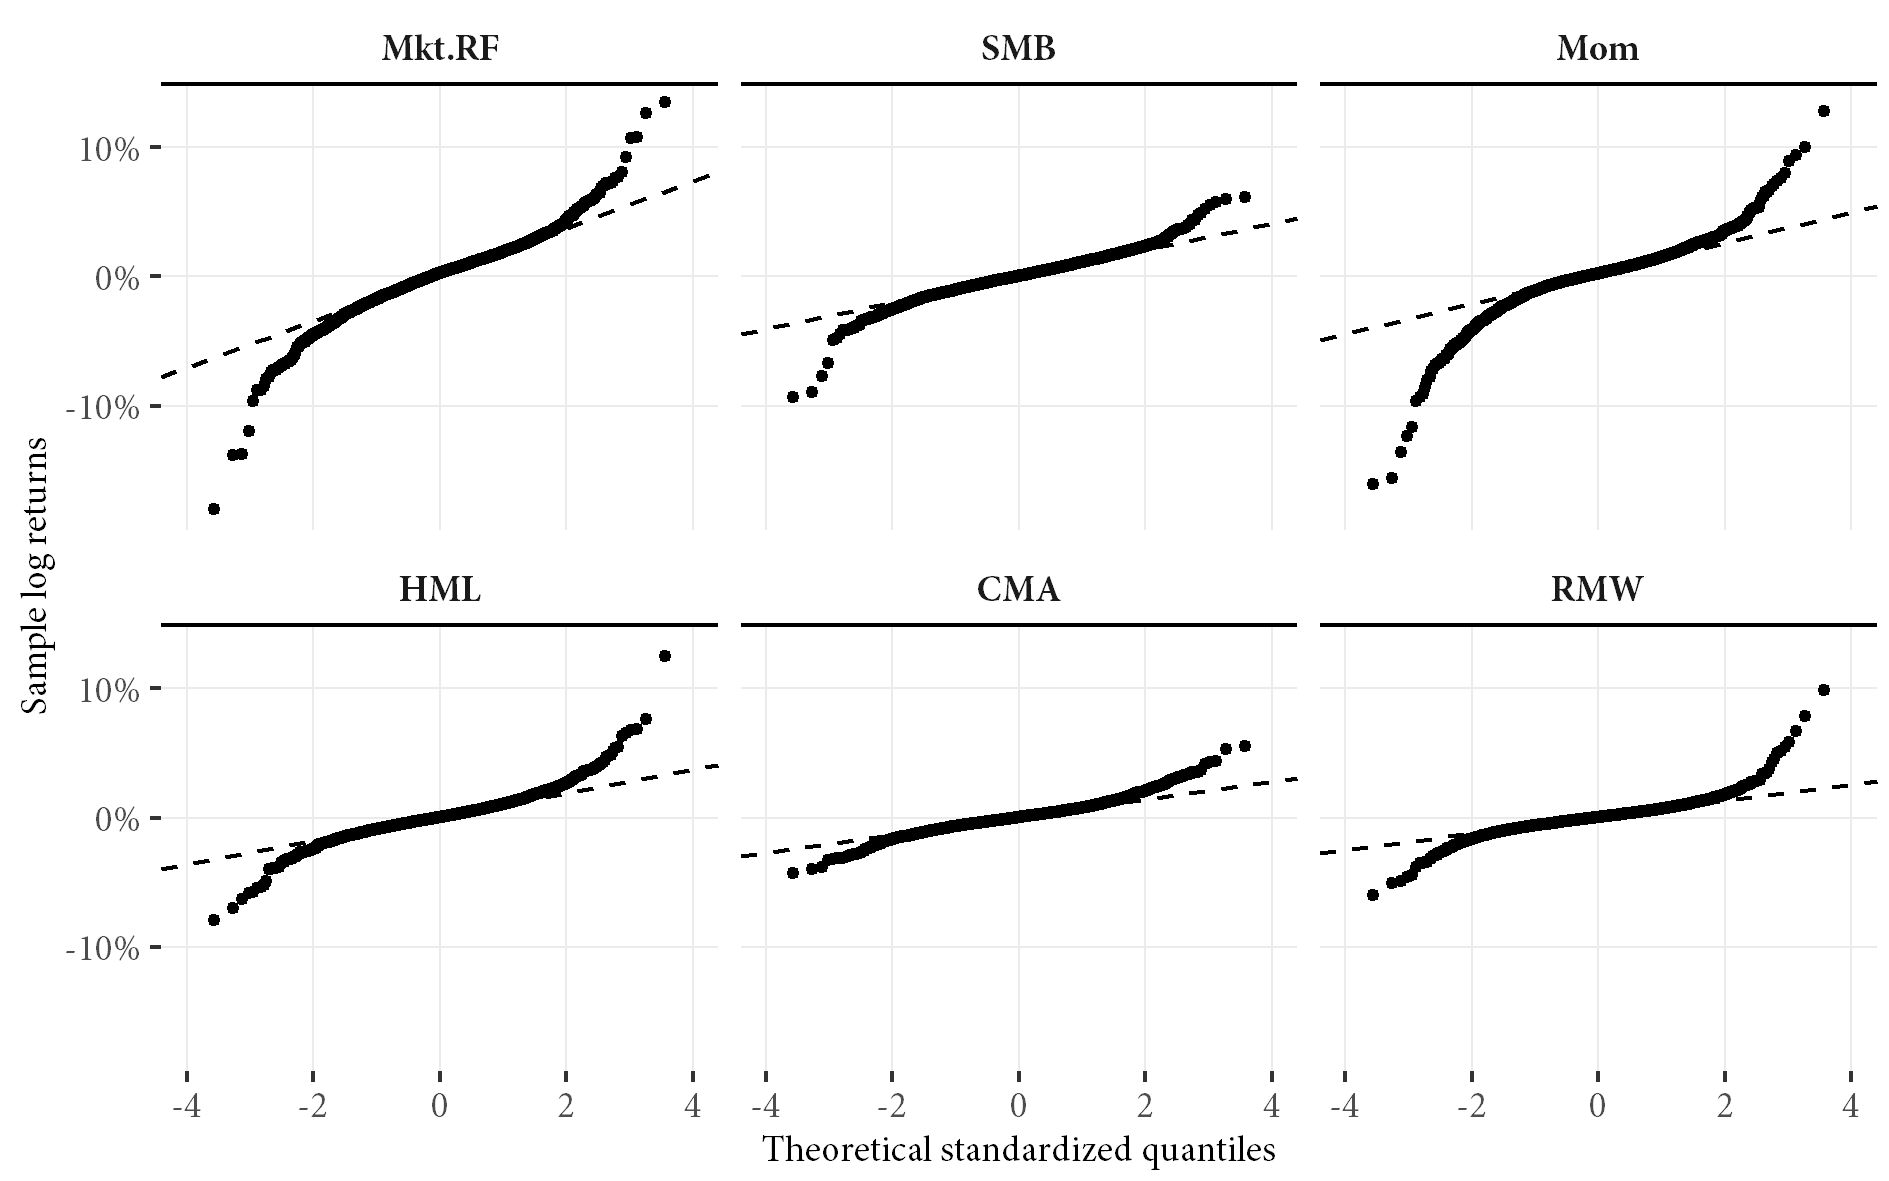 Mkt.RF
SMB
Mom
10%
0%
-10%
HML
CMA
RMW
10%
0%
-10%
Sample log returns
-4 -2 0 2 4 -4 -2 0 2 4 -4 -2 0 2 4
Theoretical standardized quantiles